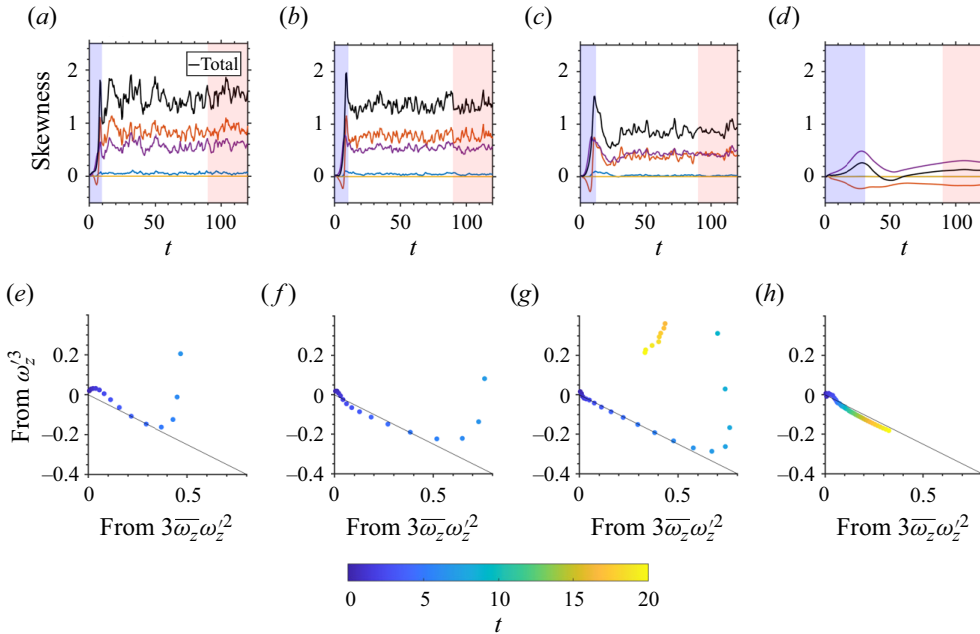 (a) (b) (c) (d)
2 2 2 2
Total
Skewness
1 1 1 1
0 0 0 0
0 50 100 0 50 100 0 50 100 0 50 100
t t t t
(e) (f) (g) (h)
0.2 0.2 0.2 0.2
From ω′z³
0 0 0 0
−0.2 −0.2 −0.2 −0.2
−0.4 −0.4 −0.4 −0.4
0 0.5 0 0.5 0 0.5 0 0.5
From 3ω̅z̅ω′z² From 3ω̅z̅ω′z² From 3ω̅z̅ω′z² From 3ω̅z̅ω′z²
0 5 10 15 20
t